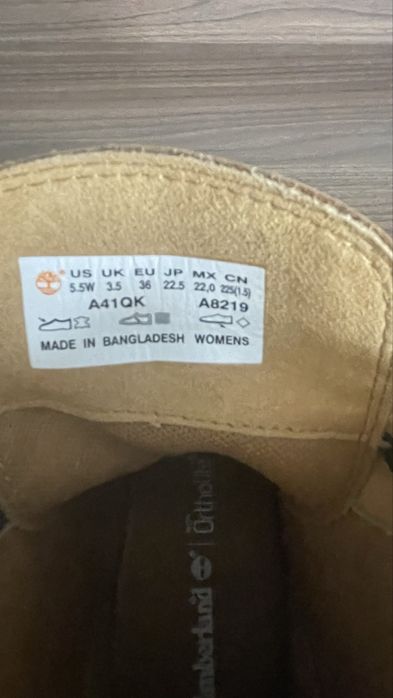 US UK EU JP MX CN
5.5W 3.5 36 22.5 22,0 225(1.5)
A41QK A8219
MADE IN BANGLADESH WOMENS
Timberland | Ortholite